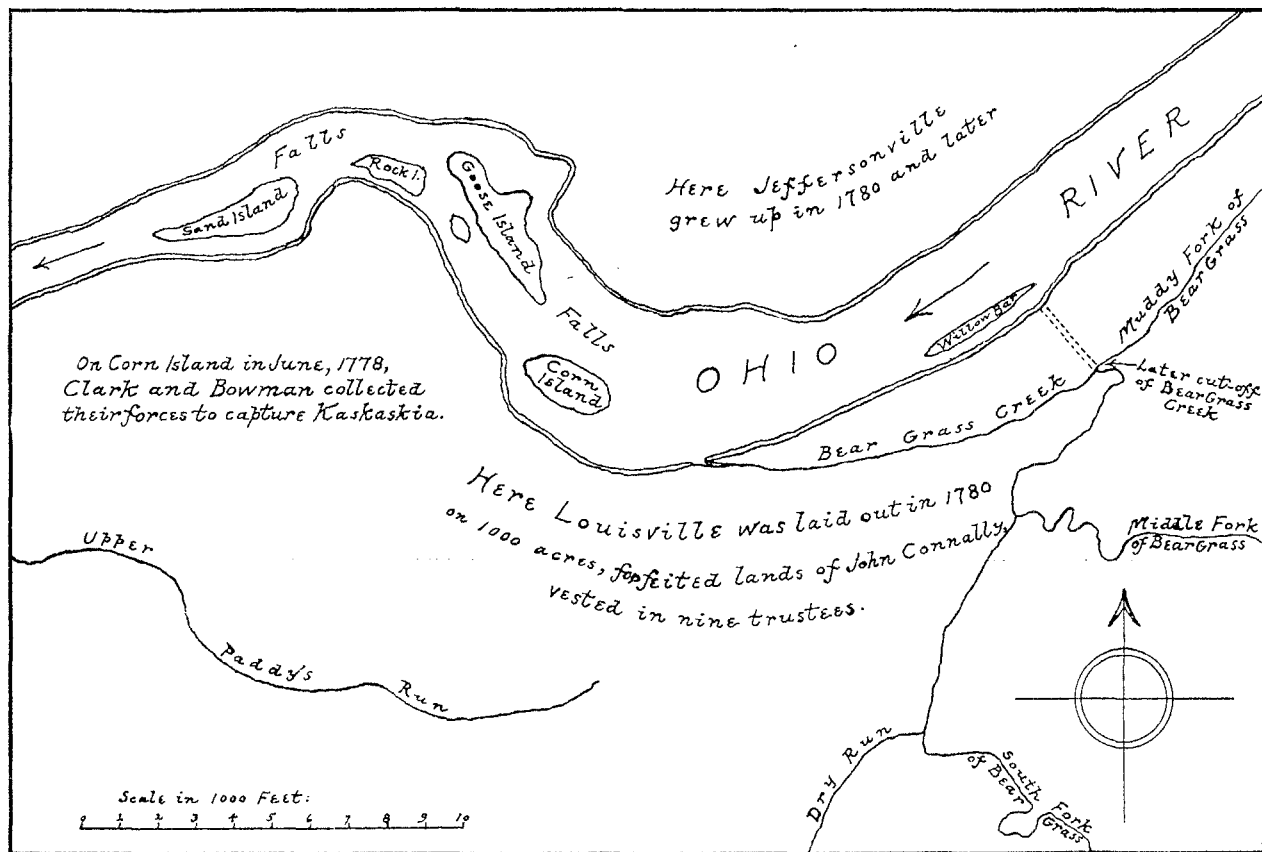 Falls
Rock I.
Goose Island
Sand Island
Here Jeffersonville
grew up in 1780 and later
RIVER
Muddy Fork of
Bear Grass
Willow Bar
Falls
OHIO
Corn
Island
On Corn Island in June, 1778,
Clark and Bowman collected
their forces to capture Kaskaskia.
Later cut-off
of Bear Grass
Creek
Bear Grass Creek
Here Louisville was laid out in 1780
on 1000 acres, forfeited lands of John Connally,
vested in nine trustees.
Middle Fork
of Bear Grass
Upper
Paddy's
Run
Dry Run
South Fork
of Bear Grass
Scale in 1000 Feet:
0 1 2 3 4 5 6 7 8 9 10